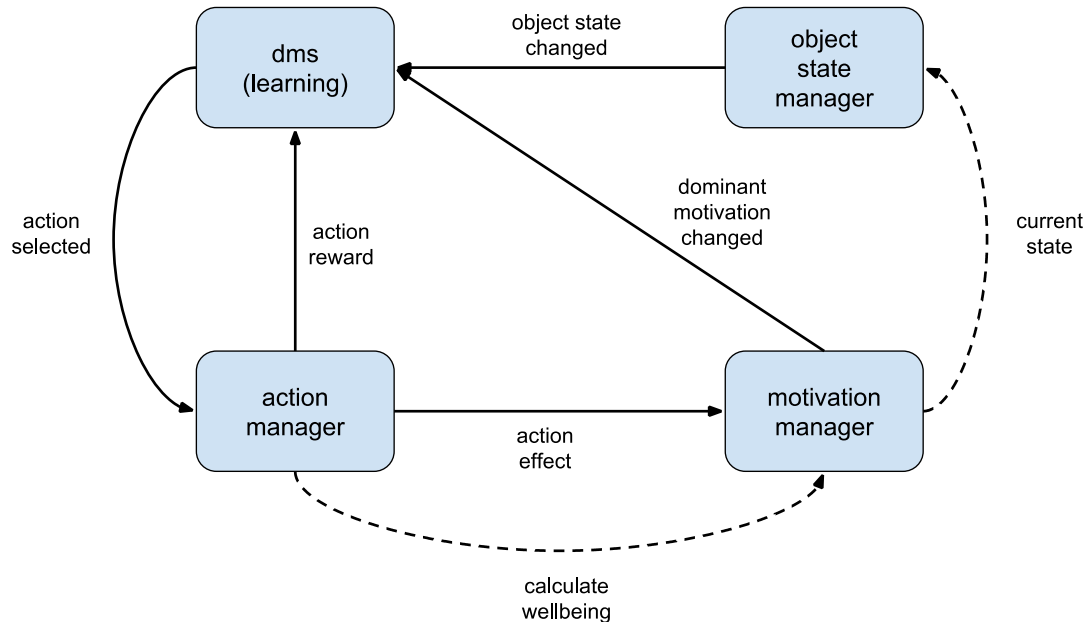 dms
(learning)
object state
changed
object
state
manager
action
selected
action
reward
dominant
motivation
changed
current
state
action
manager
action
effect
motivation
manager
calculate
wellbeing